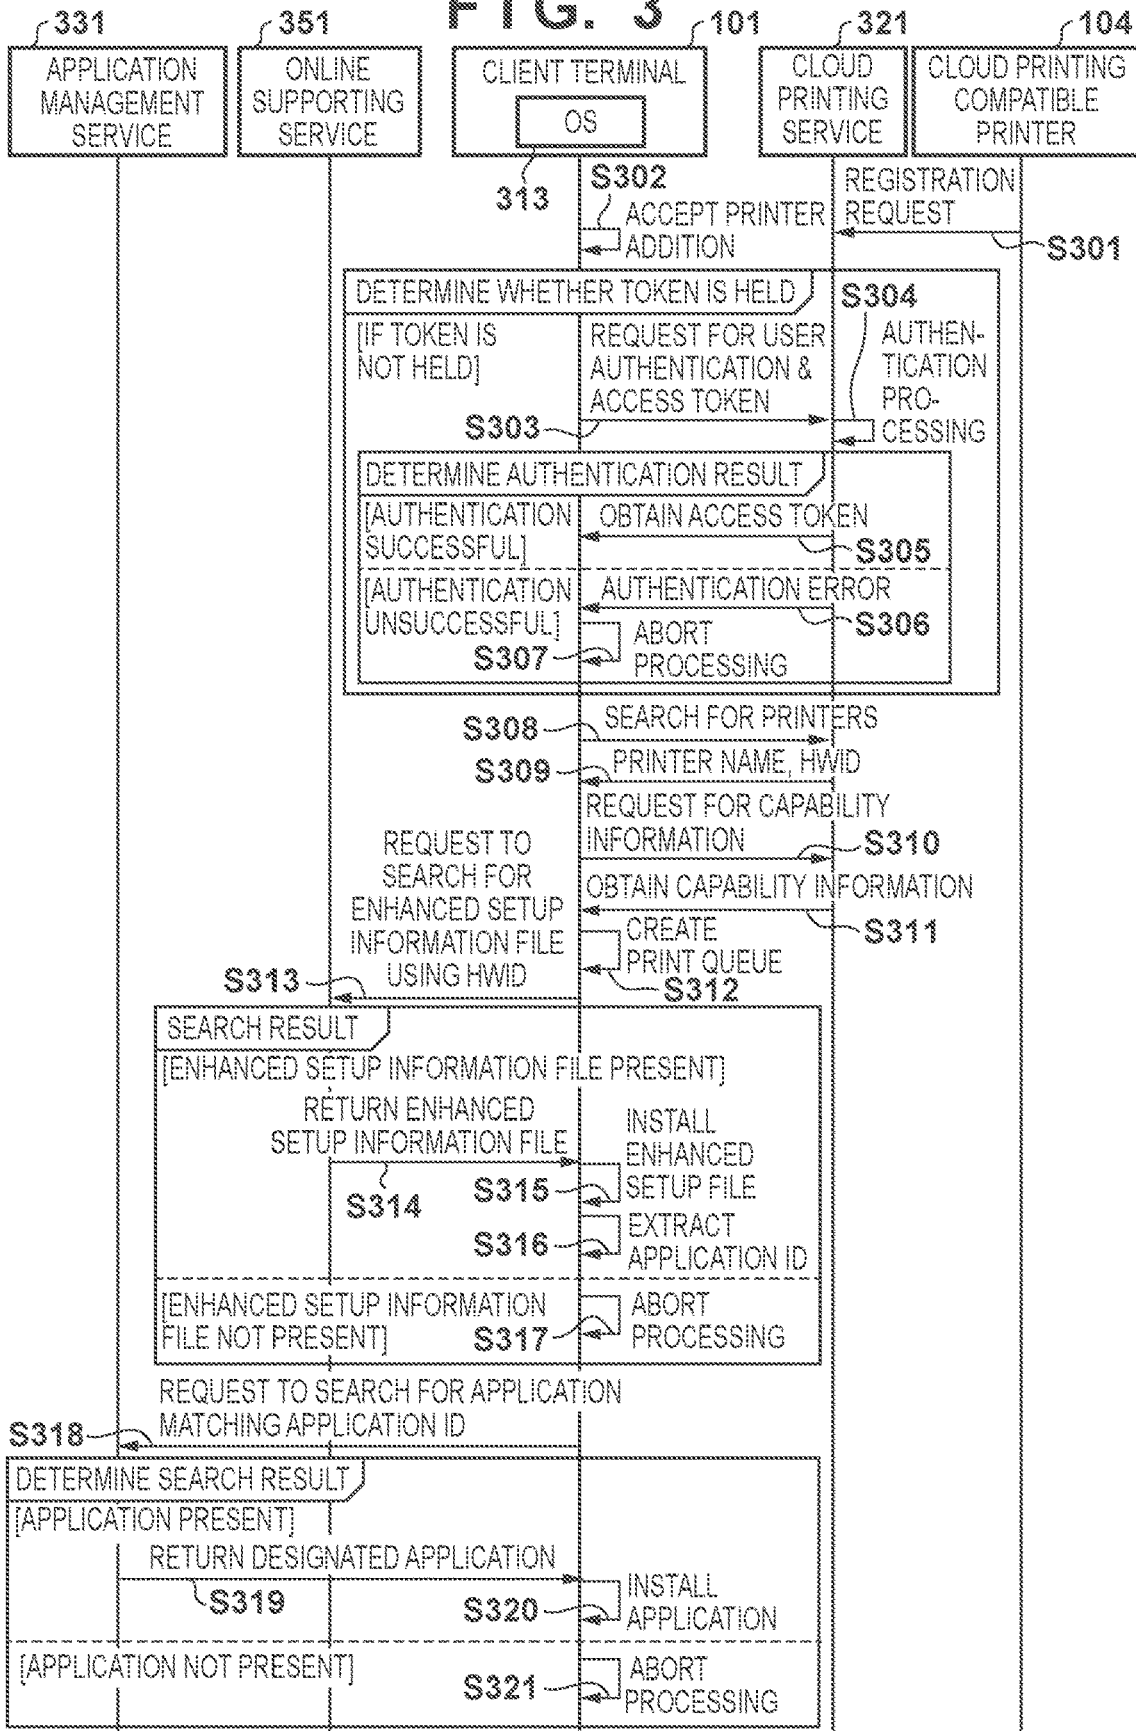 FIG. 3
331
351
101
321
104
APPLICATION
MANAGEMENT
SERVICE
ONLINE
SUPPORTING
SERVICE
CLIENT TERMINAL
OS
313
CLOUD
PRINTING
SERVICE
CLOUD PRINTING
COMPATIBLE
PRINTER
S302
ACCEPT PRINTER
ADDITION
REGISTRATION
REQUEST
S301
DETERMINE WHETHER TOKEN IS HELD
S304
[IF TOKEN IS
NOT HELD]
REQUEST FOR USER
AUTHENTICATION &
ACCESS TOKEN
S303
AUTHEN-
TICATION
PRO-
CESSING
DETERMINE AUTHENTICATION RESULT
[AUTHENTICATION
SUCCESSFUL]
OBTAIN ACCESS TOKEN
S305
[AUTHENTICATION
UNSUCCESSFUL]
AUTHENTICATION ERROR
S306
S307
ABORT
PROCESSING
S308
SEARCH FOR PRINTERS
S309
PRINTER NAME, HWID
REQUEST FOR CAPABILITY
INFORMATION
S310
REQUEST TO
SEARCH FOR
ENHANCED SETUP
INFORMATION FILE
USING HWID
OBTAIN CAPABILITY INFORMATION
S311
CREATE
PRINT QUEUE
S312
S313
SEARCH RESULT
[ENHANCED SETUP INFORMATION FILE PRESENT]
RETURN ENHANCED
SETUP INFORMATION FILE
S314
INSTALL
ENHANCED
SETUP FILE
S315
S316
EXTRACT
APPLICATION ID
[ENHANCED SETUP INFORMATION
FILE NOT PRESENT]
S317
ABORT
PROCESSING
REQUEST TO SEARCH FOR APPLICATION
MATCHING APPLICATION ID
S318
DETERMINE SEARCH RESULT
[APPLICATION PRESENT]
RETURN DESIGNATED APPLICATION
S319
S320
INSTALL
APPLICATION
[APPLICATION NOT PRESENT]
S321
ABORT
PROCESSING